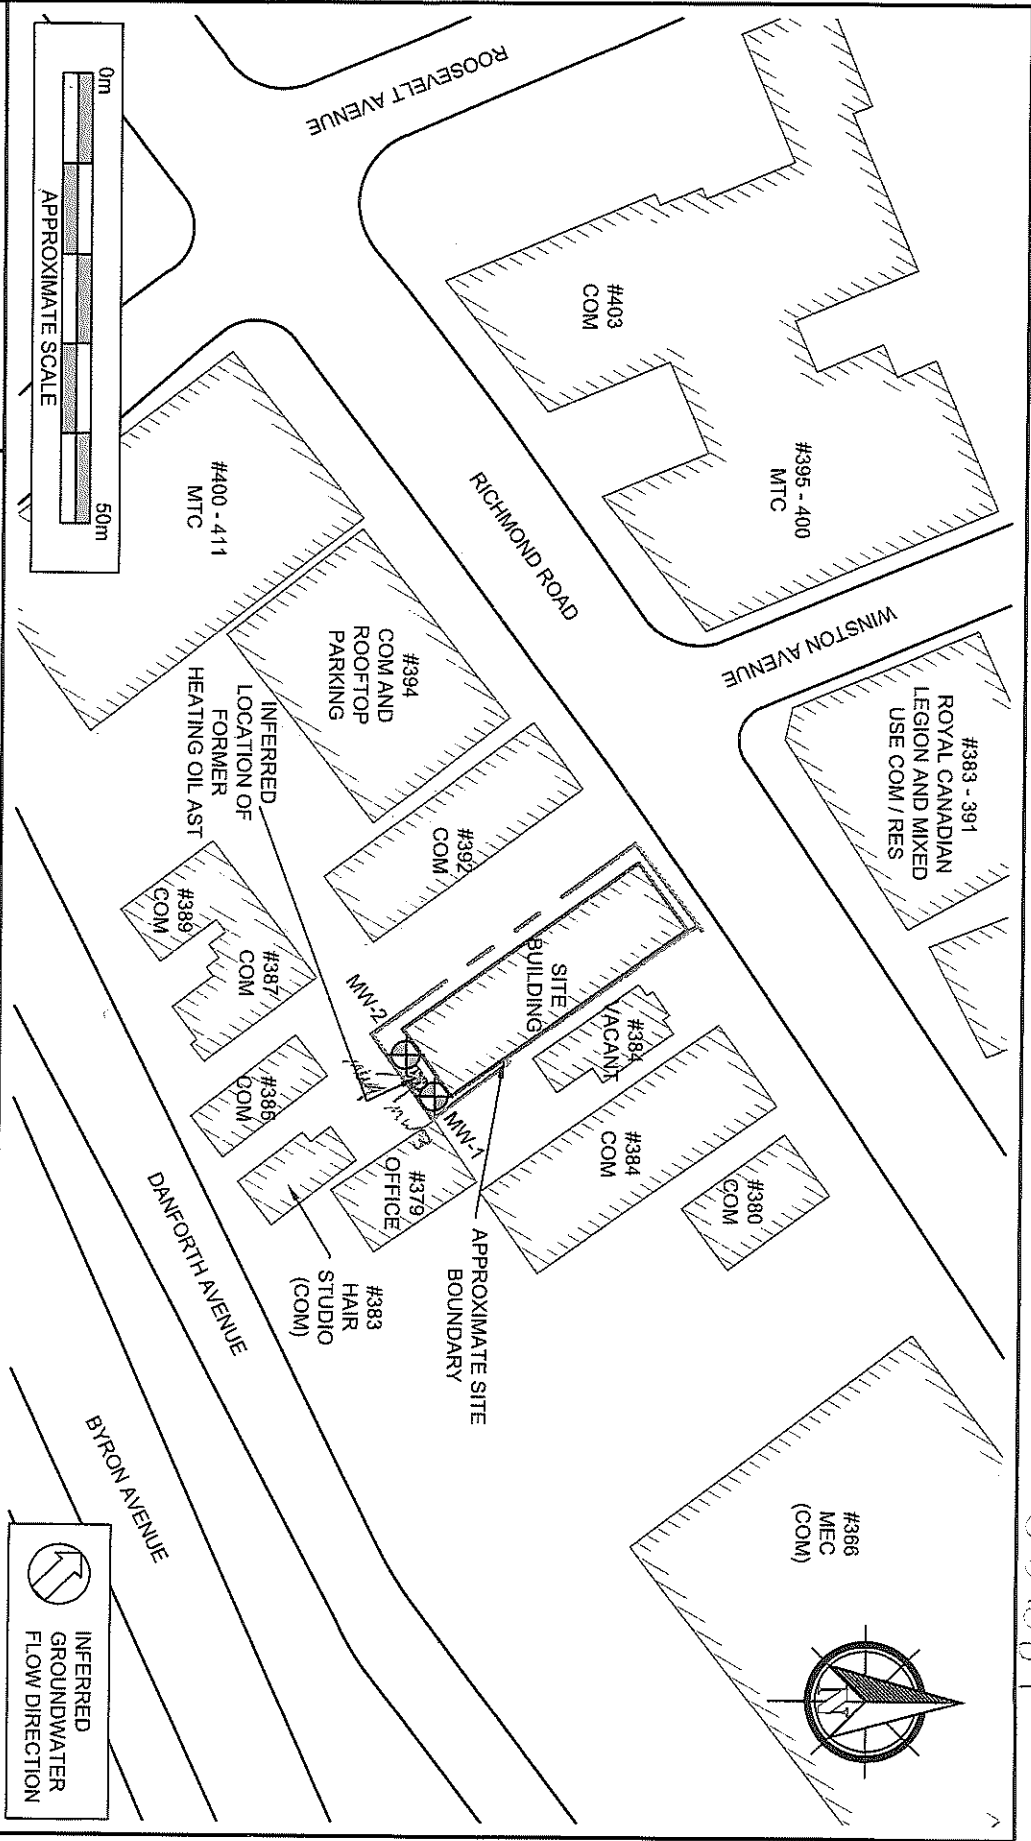 ROOSEVELT AVENUE
#403
COM
#395 - 400
MTC
WINSTON AVENUE
#383 - 391
ROYAL CANADIAN
LEGION AND MIXED
USE COM / RES
RICHMOND ROAD
#400 - 411
MTC
#394
COM AND
ROOFTOP
PARKING
#392
COM
SITE
BUILDING
#384
VACANT
#384
COM
#380
COM
#366
MEC
(COM)
N
INFERRED
LOCATION OF
FORMER
HEATING OIL AST
MW-2
MW-1
MW-3
APPROXIMATE SITE
BOUNDARY
#389
COM
#387
COM
#385
COM
#379
OFFICE
#383
HAIR
STUDIO
(COM)
DANFORTH AVENUE
BYRON AVENUE
0m
50m
APPROXIMATE SCALE
INFERRED
GROUNDWATER
FLOW DIRECTION